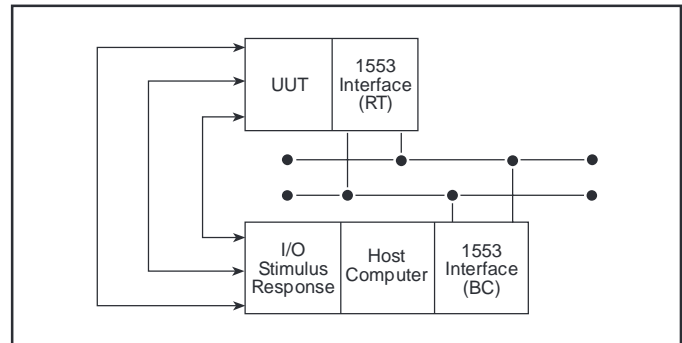 UUT
1553
Interface
(RT)
I/O
Stimulus
Response
Host
Computer
1553
Interface
(BC)